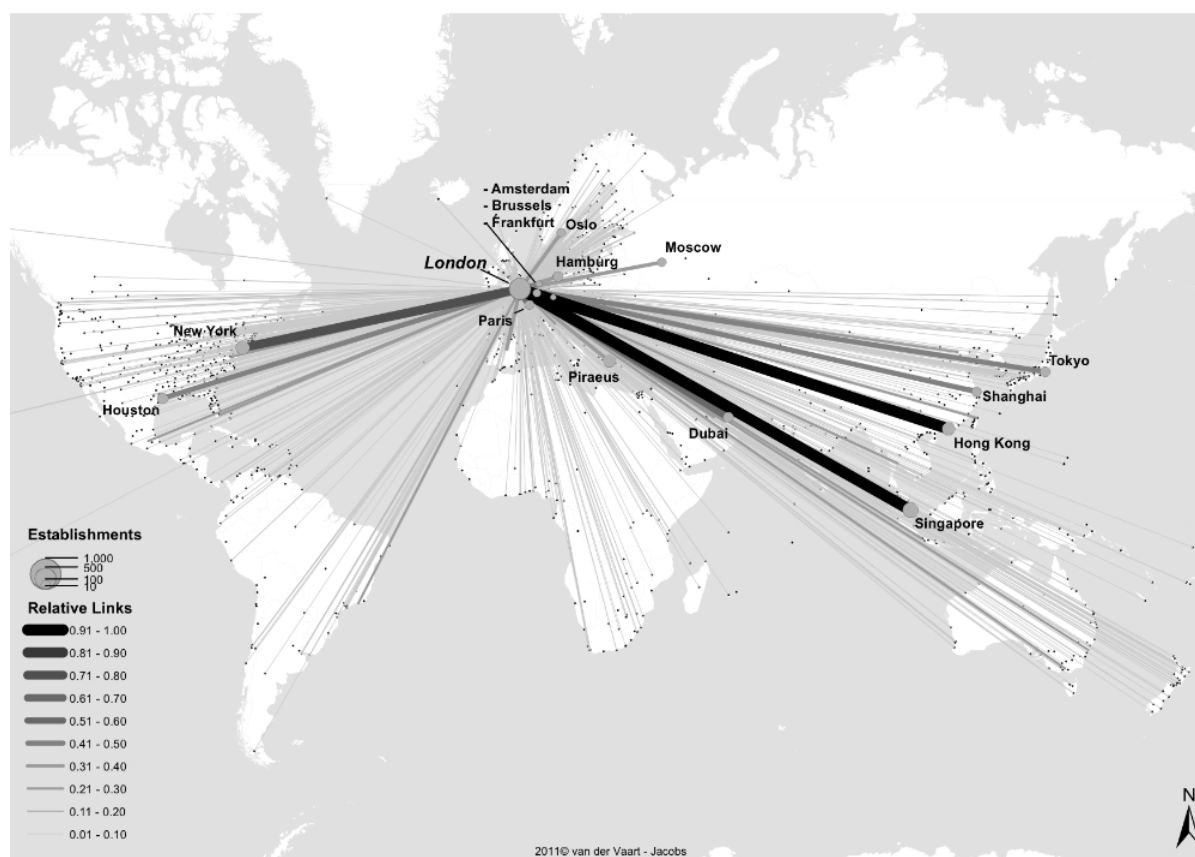 - Amsterdam
- Brussels
- Frankfurt
Oslo
Moscow
London
Hamburg
New York
Paris
Tokyo
Piraeus
Shanghai
Houston
Dubai
Hong Kong
Singapore
Establishments
1,000
500
100
10
Relative Links
0.91 - 1.00
0.81 - 0.90
0.71 - 0.80
0.61 - 0.70
0.51 - 0.60
0.41 - 0.50
0.31 - 0.40
0.21 - 0.30
0.11 - 0.20
0.01 - 0.10
N
2011© van der Vaart - Jacobs